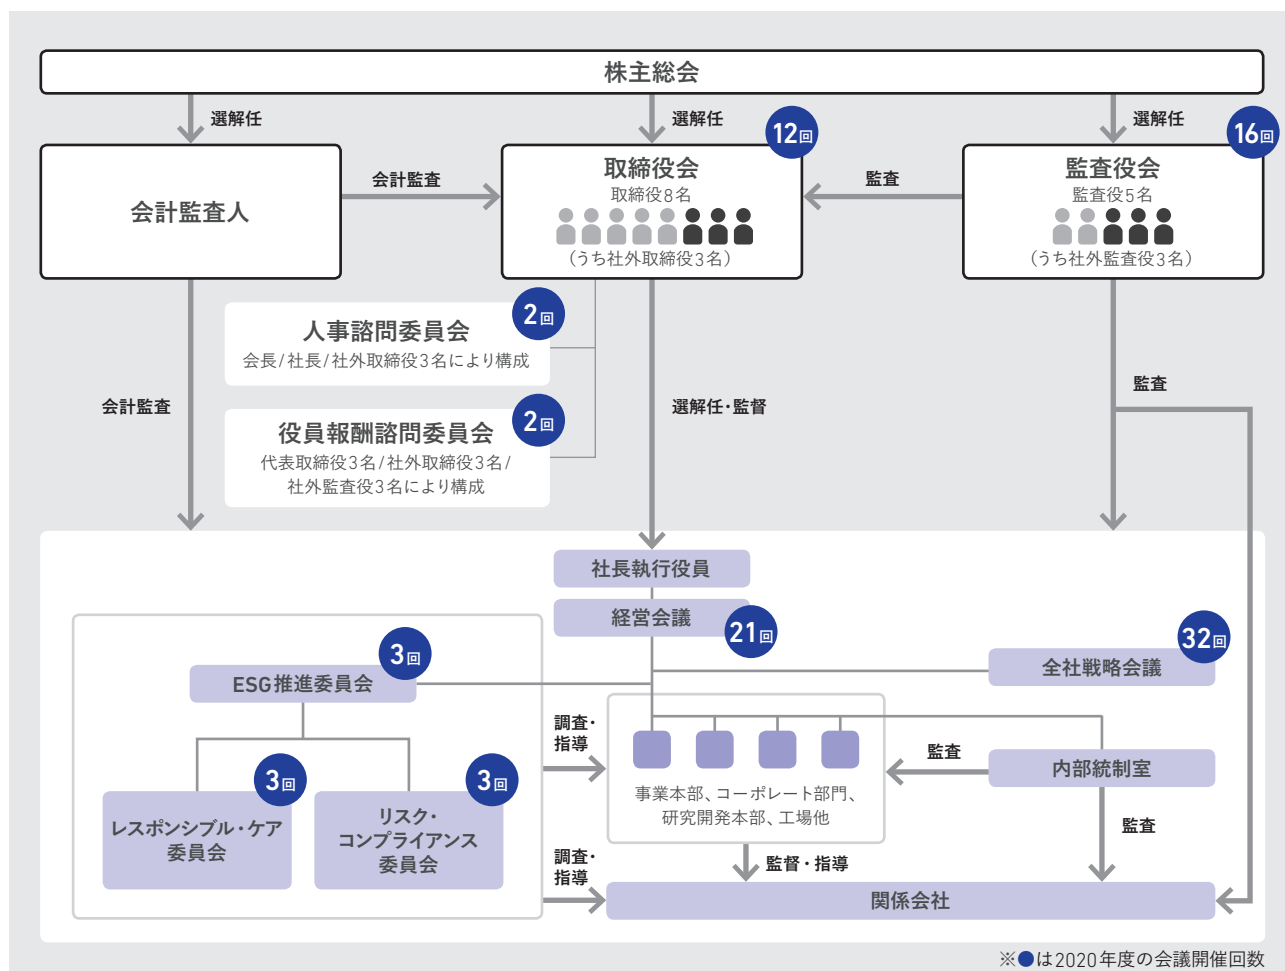 株主総会
選解任
選解任
選解任
12回
16回
会計監査人
会計監査
取締役会
取締役8名
(うち社外取締役3名)
監査
監査役会
監査役5名
(うち社外監査役3名)
2回
人事諮問委員会
会長/社長/社外取締役3名により構成
2回
役員報酬諮問委員会
代表取締役3名/社外取締役3名/
社外監査役3名により構成
会計監査
選解任・監督
監査
社長執行役員
経営会議
21回
3回
ESG推進委員会
32回
全社戦略会議
3回
レスポンシブル・ケア
委員会
3回
リスク・
コンプライアンス
委員会
調査・
指導
事業本部、コーポレート部門、
研究開発本部、工場他
監査
内部統制室
監査
監督・指導
調査・
指導
関係会社
※●は2020年度の会議開催回数